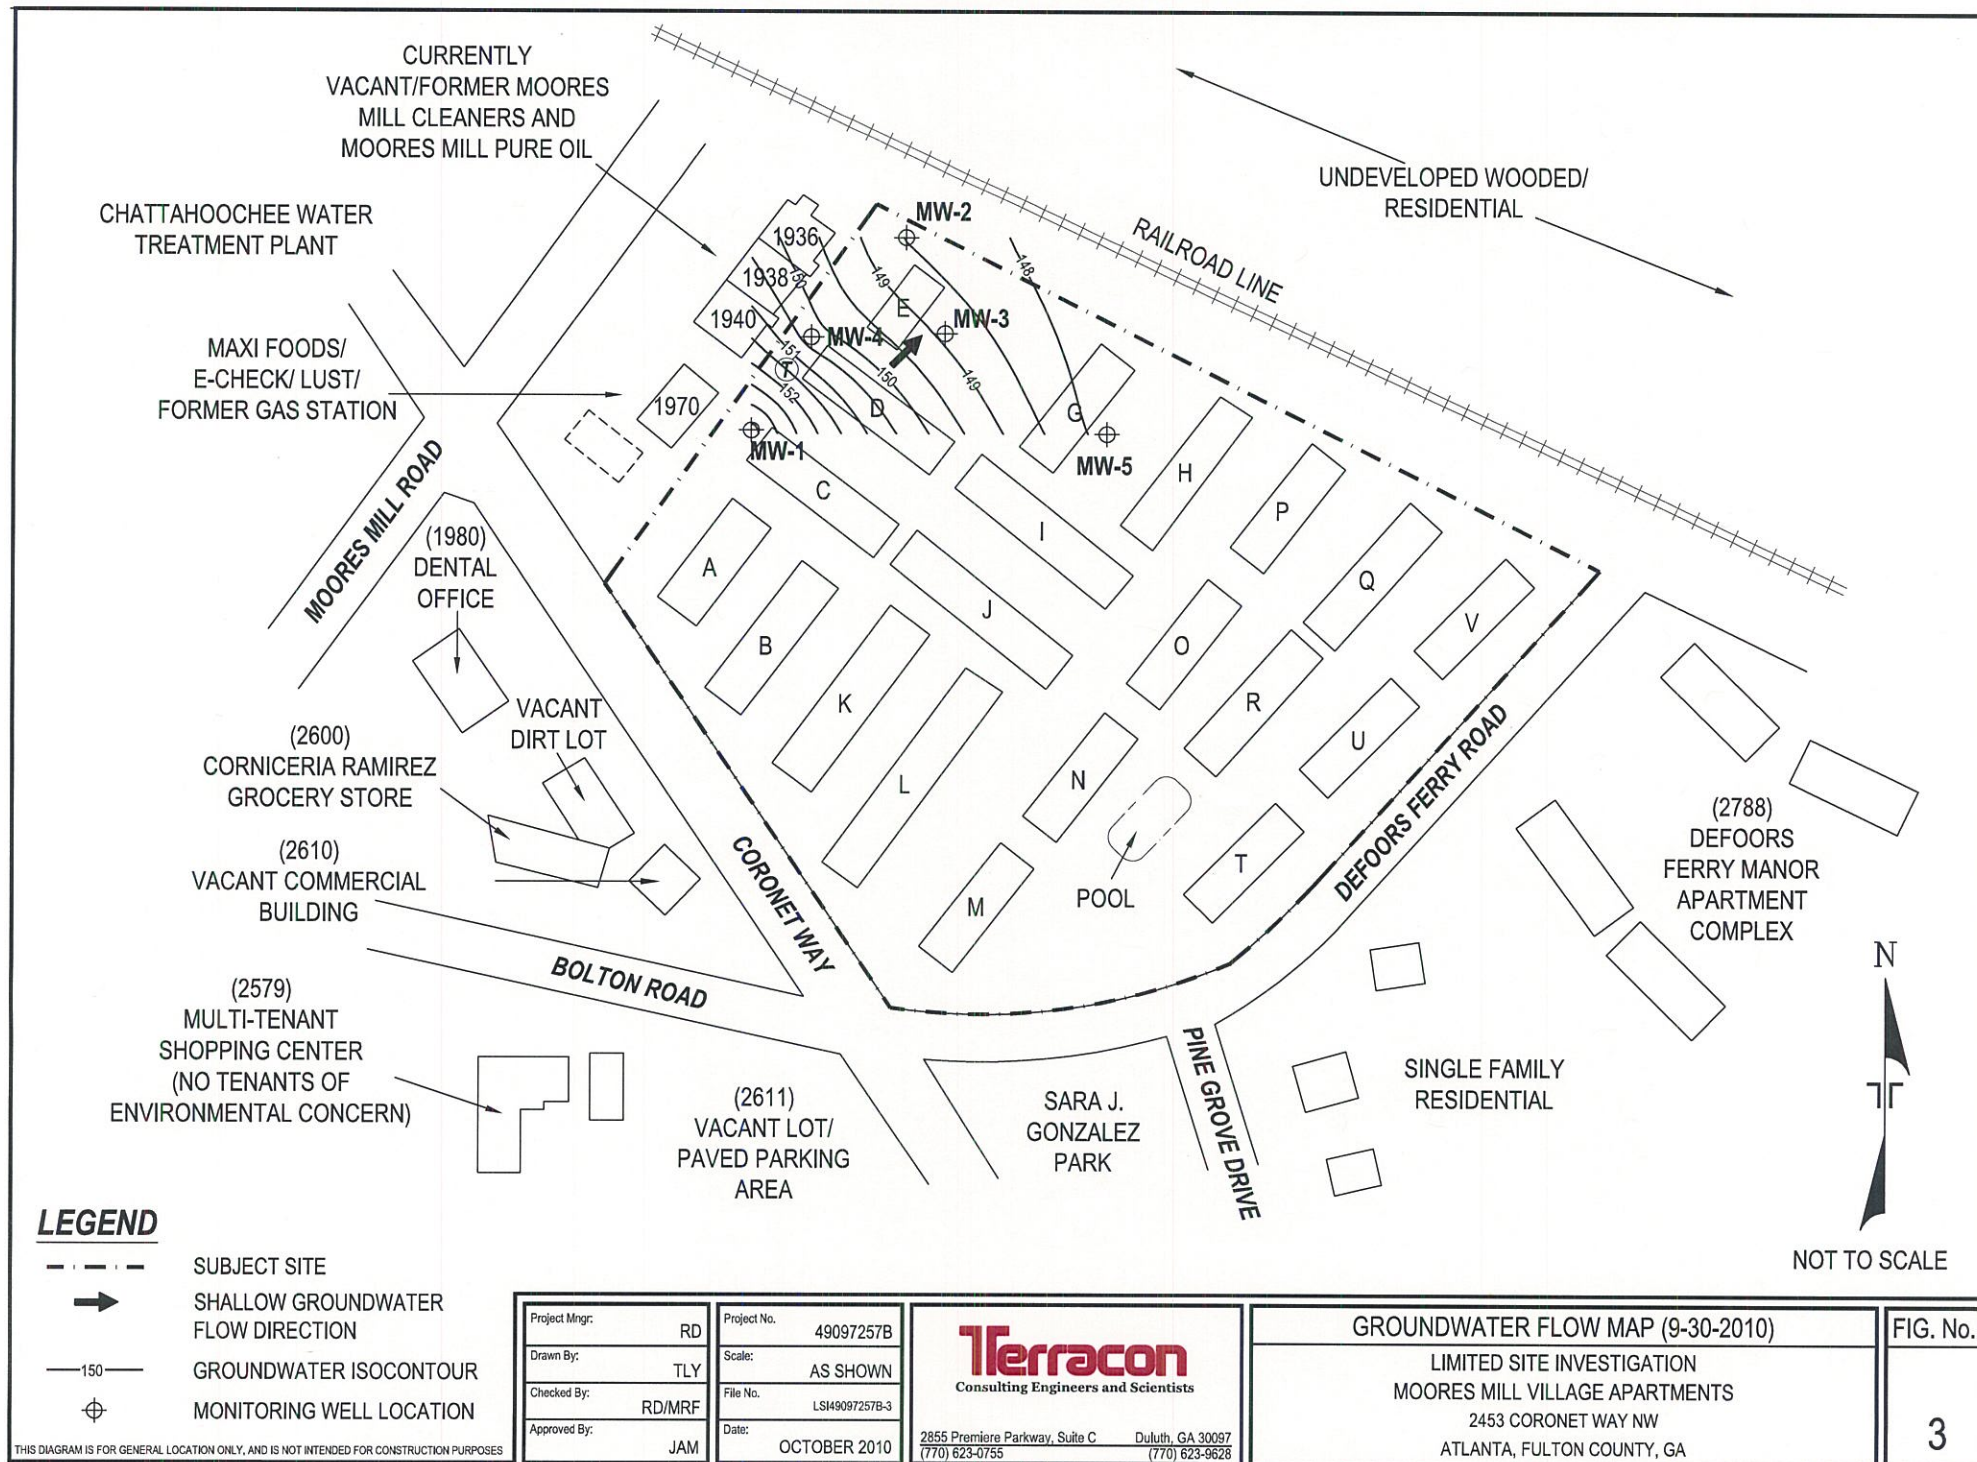 CURRENTLY
VACANT/FORMER MOORES
MILL CLEANERS AND
MOORES MILL PURE OIL
CHATTAHOOCHEE WATER
TREATMENT PLANT
MAXI FOODS/
E-CHECK/ LUST/
FORMER GAS STATION
UNDEVELOPED WOODED/
RESIDENTIAL
RAILROAD LINE
MW-2
1936
1938
1940
1970
150
149
148
E
MW-3
MW-4
151
T
152
150
149
D
G
MW-1
MW-5
C
H
P
I
A
Q
B
J
V
O
K
R
L
N
U
M
T
POOL
MOORES MILL ROAD
(1980)
DENTAL
OFFICE
VACANT
DIRT LOT
(2600)
CORNICERIA RAMIREZ
GROCERY STORE
(2610)
VACANT COMMERCIAL
BUILDING
CORONET WAY
BOLTON ROAD
DEFOORS FERRY ROAD
(2788)
DEFOORS
FERRY MANOR
APARTMENT
COMPLEX
(2579)
MULTI-TENANT
SHOPPING CENTER
(NO TENANTS OF
ENVIRONMENTAL CONCERN)
(2611)
VACANT LOT/
PAVED PARKING
AREA
SARA J.
GONZALEZ
PARK
PINE GROVE DRIVE
SINGLE FAMILY
RESIDENTIAL
N
NOT TO SCALE
LEGEND
SUBJECT SITE
SHALLOW GROUNDWATER
FLOW DIRECTION
150 GROUNDWATER ISOCONTOUR
MONITORING WELL LOCATION
THIS DIAGRAM IS FOR GENERAL LOCATION ONLY, AND IS NOT INTENDED FOR CONSTRUCTION PURPOSES
Project Mngr: RD
Drawn By: TLY
Checked By: RD/MRF
Approved By: JAM
Project No. 49097257B
Scale: AS SHOWN
File No. LSI49097257B-3
Date: OCTOBER 2010
Terracon
Consulting Engineers and Scientists
2855 Premiere Parkway, Suite C Duluth, GA 30097
(770) 623-0755 (770) 623-9628
GROUNDWATER FLOW MAP (9-30-2010)
LIMITED SITE INVESTIGATION
MOORES MILL VILLAGE APARTMENTS
2453 CORONET WAY NW
ATLANTA, FULTON COUNTY, GA
FIG. No.
3